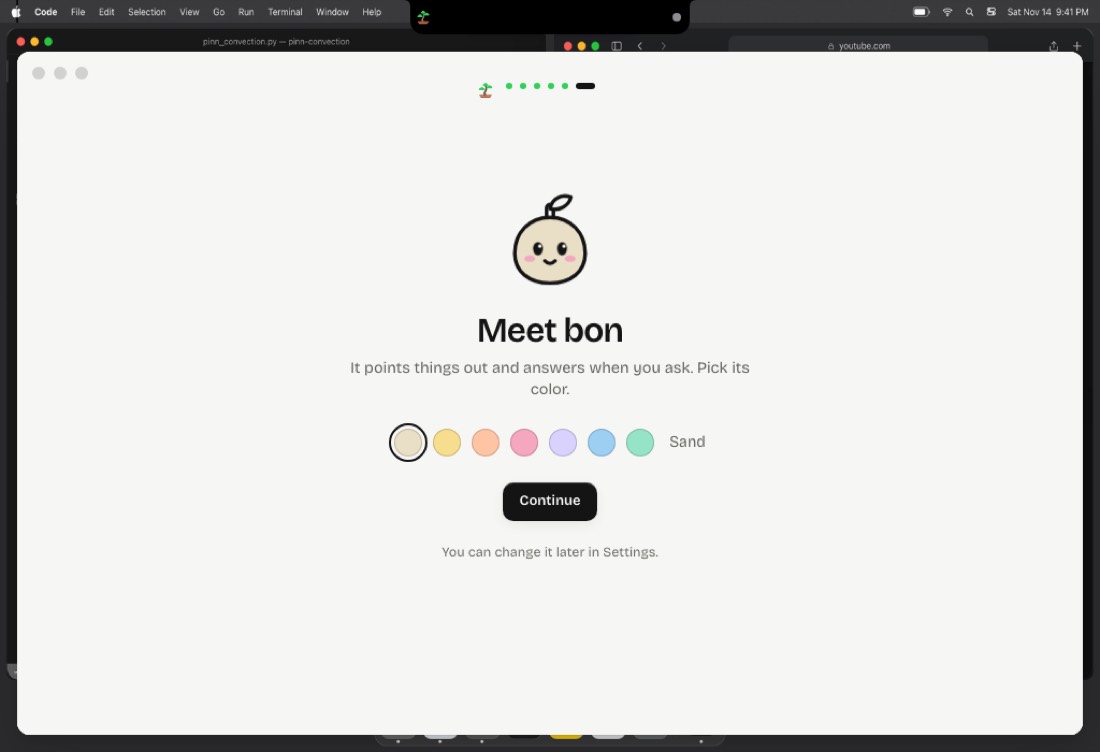 Code File Edit Selection View Go Run Terminal Window Help
Sat Nov 14 9:41 PM
pinn_convection.py — pinn-convection
youtube.com
Meet bon
It points things out and answers when you ask. Pick its
color.
Sand
Continue
You can change it later in Settings.